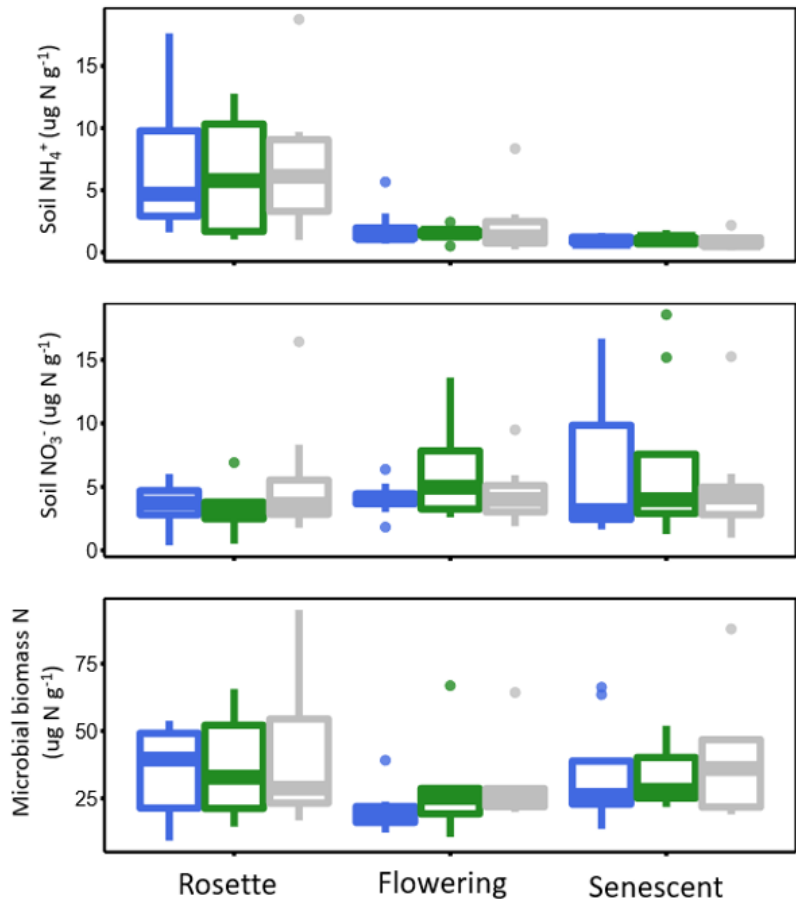 Soil NH₄⁺ (ug N g⁻¹)
15
10
5
0
Soil NO₃⁻ (ug N g⁻¹)
15
10
5
0
Microbial biomass N
(ug N g⁻¹)
75
50
25
Rosette Flowering Senescent